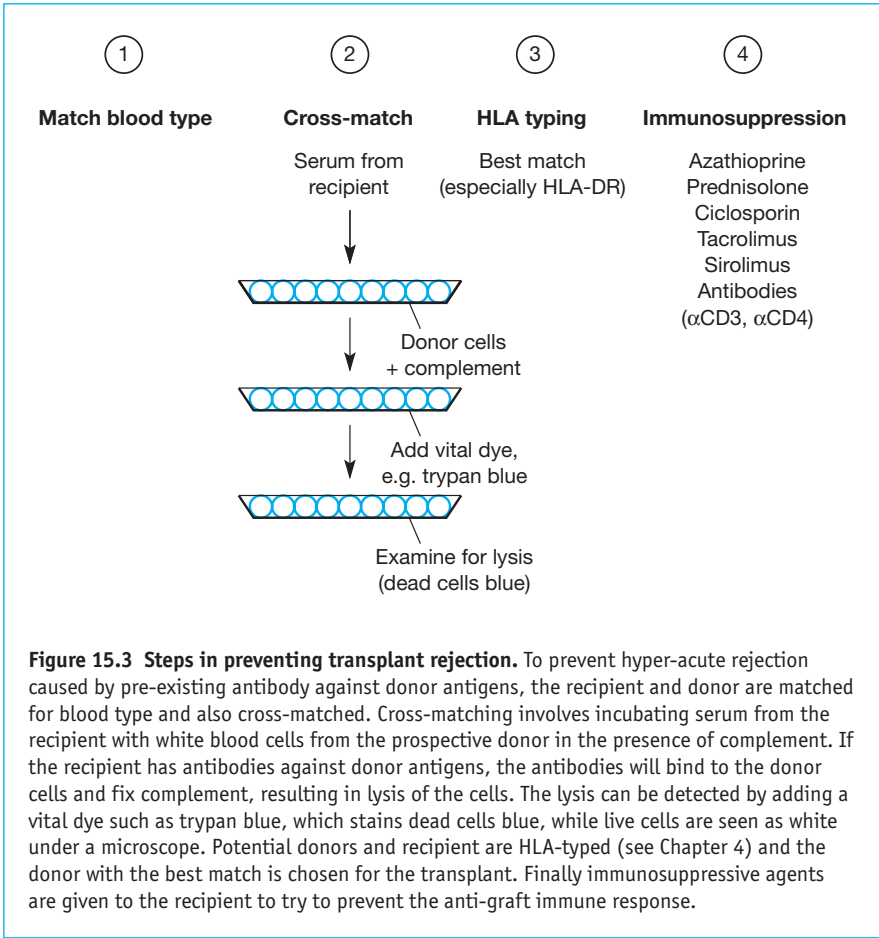 1 2 3 4
Match blood type Cross-match HLA typing Immunosuppression
Serum from
recipient
Best match
(especially HLA-DR)
Azathioprine
Prednisolone
Ciclosporin
Tacrolimus
Sirolimus
Antibodies
(αCD3, αCD4)
Donor cells
+ complement
Add vital dye,
e.g. trypan blue
Examine for lysis
(dead cells blue)
Figure 15.3 Steps in preventing transplant rejection. To prevent hyper-acute rejection
caused by pre-existing antibody against donor antigens, the recipient and donor are matched
for blood type and also cross-matched. Cross-matching involves incubating serum from the
recipient with white blood cells from the prospective donor in the presence of complement. If
the recipient has antibodies against donor antigens, the antibodies will bind to the donor
cells and fix complement, resulting in lysis of the cells. The lysis can be detected by adding a
vital dye such as trypan blue, which stains dead cells blue, while live cells are seen as white
under a microscope. Potential donors and recipient are HLA-typed (see Chapter 4) and the
donor with the best match is chosen for the transplant. Finally immunosuppressive agents
are given to the recipient to try to prevent the anti-graft immune response.